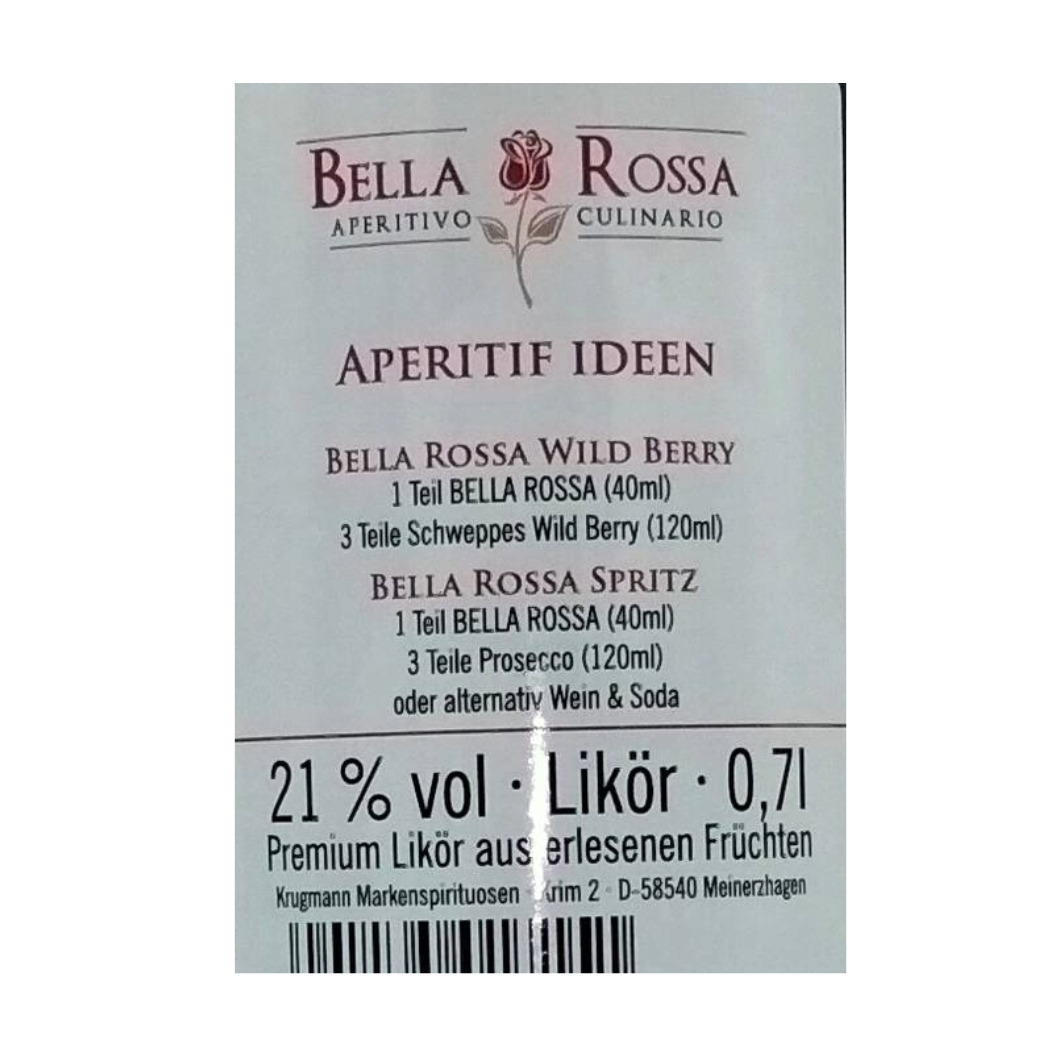 BELLA ROSSA
APERITIVO CULINARIO
APERITIF IDEEN
BELLA ROSSA WILD BERRY
1 Teil BELLA ROSSA (40ml)
3 Teile Schweppes Wild Berry (120ml)
BELLA ROSSA SPRITZ
1 Teil BELLA ROSSA (40ml)
3 Teile Prosecco (120ml)
oder alternativ Wein & Soda
21 % vol · Likör · 0,7l
Premium Likör aus erlesenen Früchten
Krugmann Markenspirituosen · Krim 2 · D-58540 Meinerzhagen